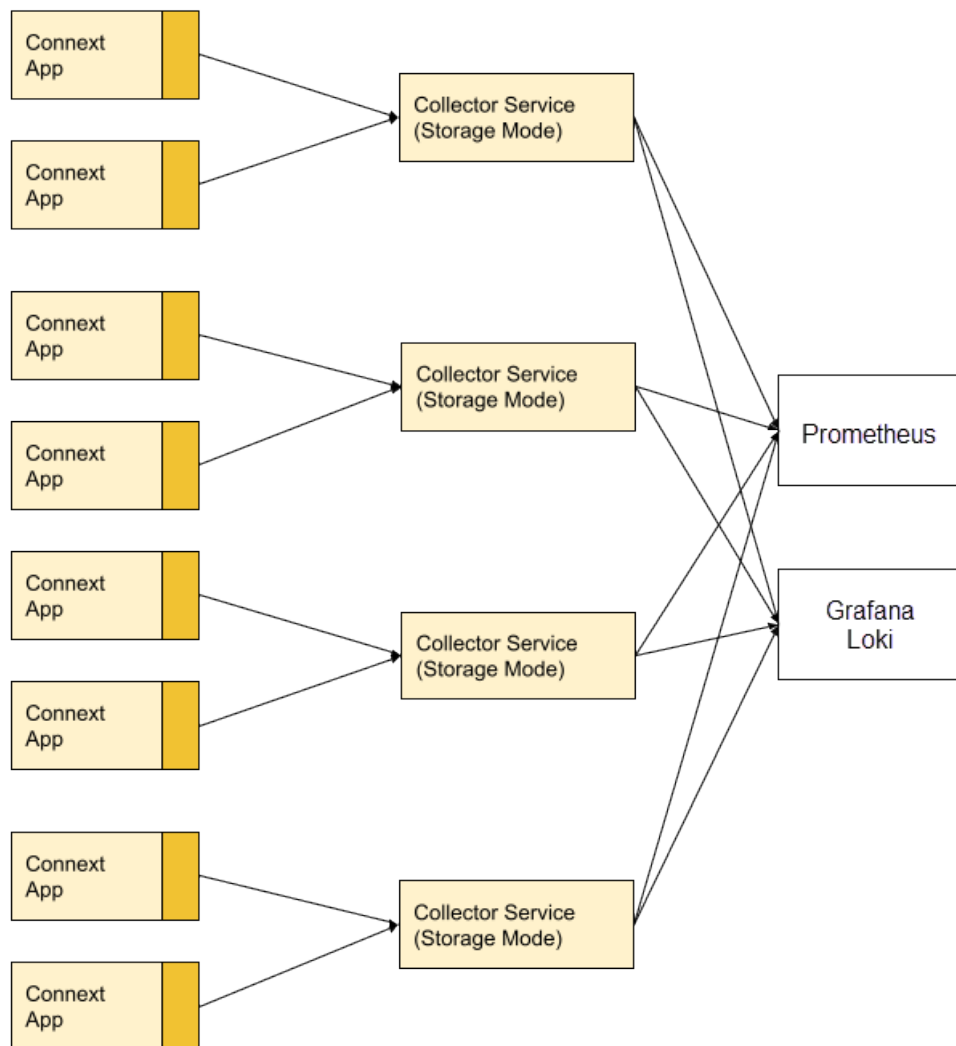 Connext
App
Connext
App
Collector Service
(Storage Mode)
Connext
App
Connext
App
Collector Service
(Storage Mode)
Connext
App
Connext
App
Collector Service
(Storage Mode)
Connext
App
Connext
App
Collector Service
(Storage Mode)
Prometheus
Grafana
Loki